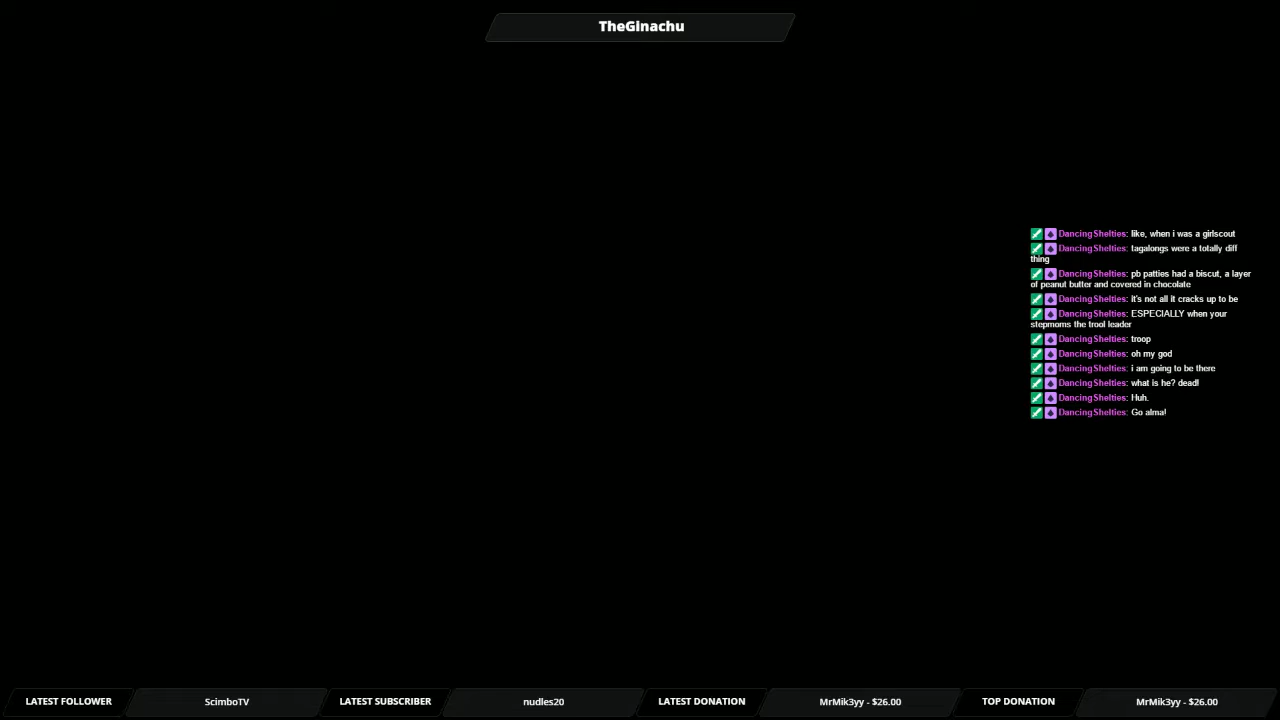 TheGinachu
DancingShelties: like, when i was a girlscout
DancingShelties: tagalongs were a totally diff
thing
DancingShelties: pb patties had a biscut, a layer
of peanut butter and covered in chocolate
DancingShelties: it's not all it cracks up to be
DancingShelties: ESPECIALLY when your
stepmoms the trool leader
DancingShelties: troop
DancingShelties: oh my god
DancingShelties: i am going to be there
DancingShelties: what is he? dead!
DancingShelties: Huh.
DancingShelties: Go alma!
LATEST FOLLOWER ScimboTV LATEST SUBSCRIBER nudles20 LATEST DONATION MrMik3yy - $26.00 TOP DONATION MrMik3yy - $26.00